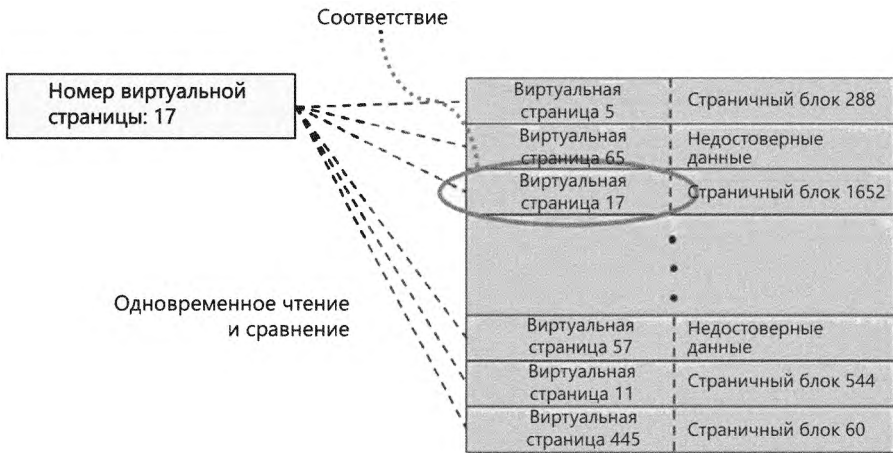 Соответствие
Номер виртуальной
страницы: 17
Виртуальная
страница 5
Страничный блок 288
Виртуальная
страница 65
Недостоверные
данные
Виртуальная
страница 17
Страничный блок 1652
Одновременное чтение
и сравнение
Виртуальная
страница 57
Недостоверные
данные
Виртуальная
страница 11
Страничный блок 544
Виртуальная
страница 445
Страничный блок 60